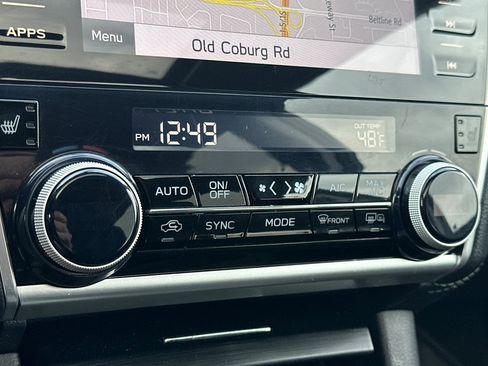 APPS
Menu
Old Coburg Rd
Beltline Rd
PM 12:49
OUT TEMP
48°F
AUTO
ON/
OFF
A/C
MAX
SYNC
MODE
FRONT